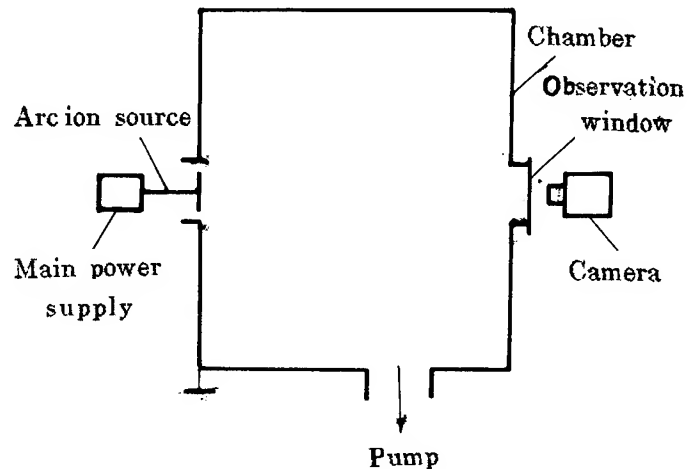 Chamber
Observation
window
Arc ion source
Main power
supply
Camera
Pump